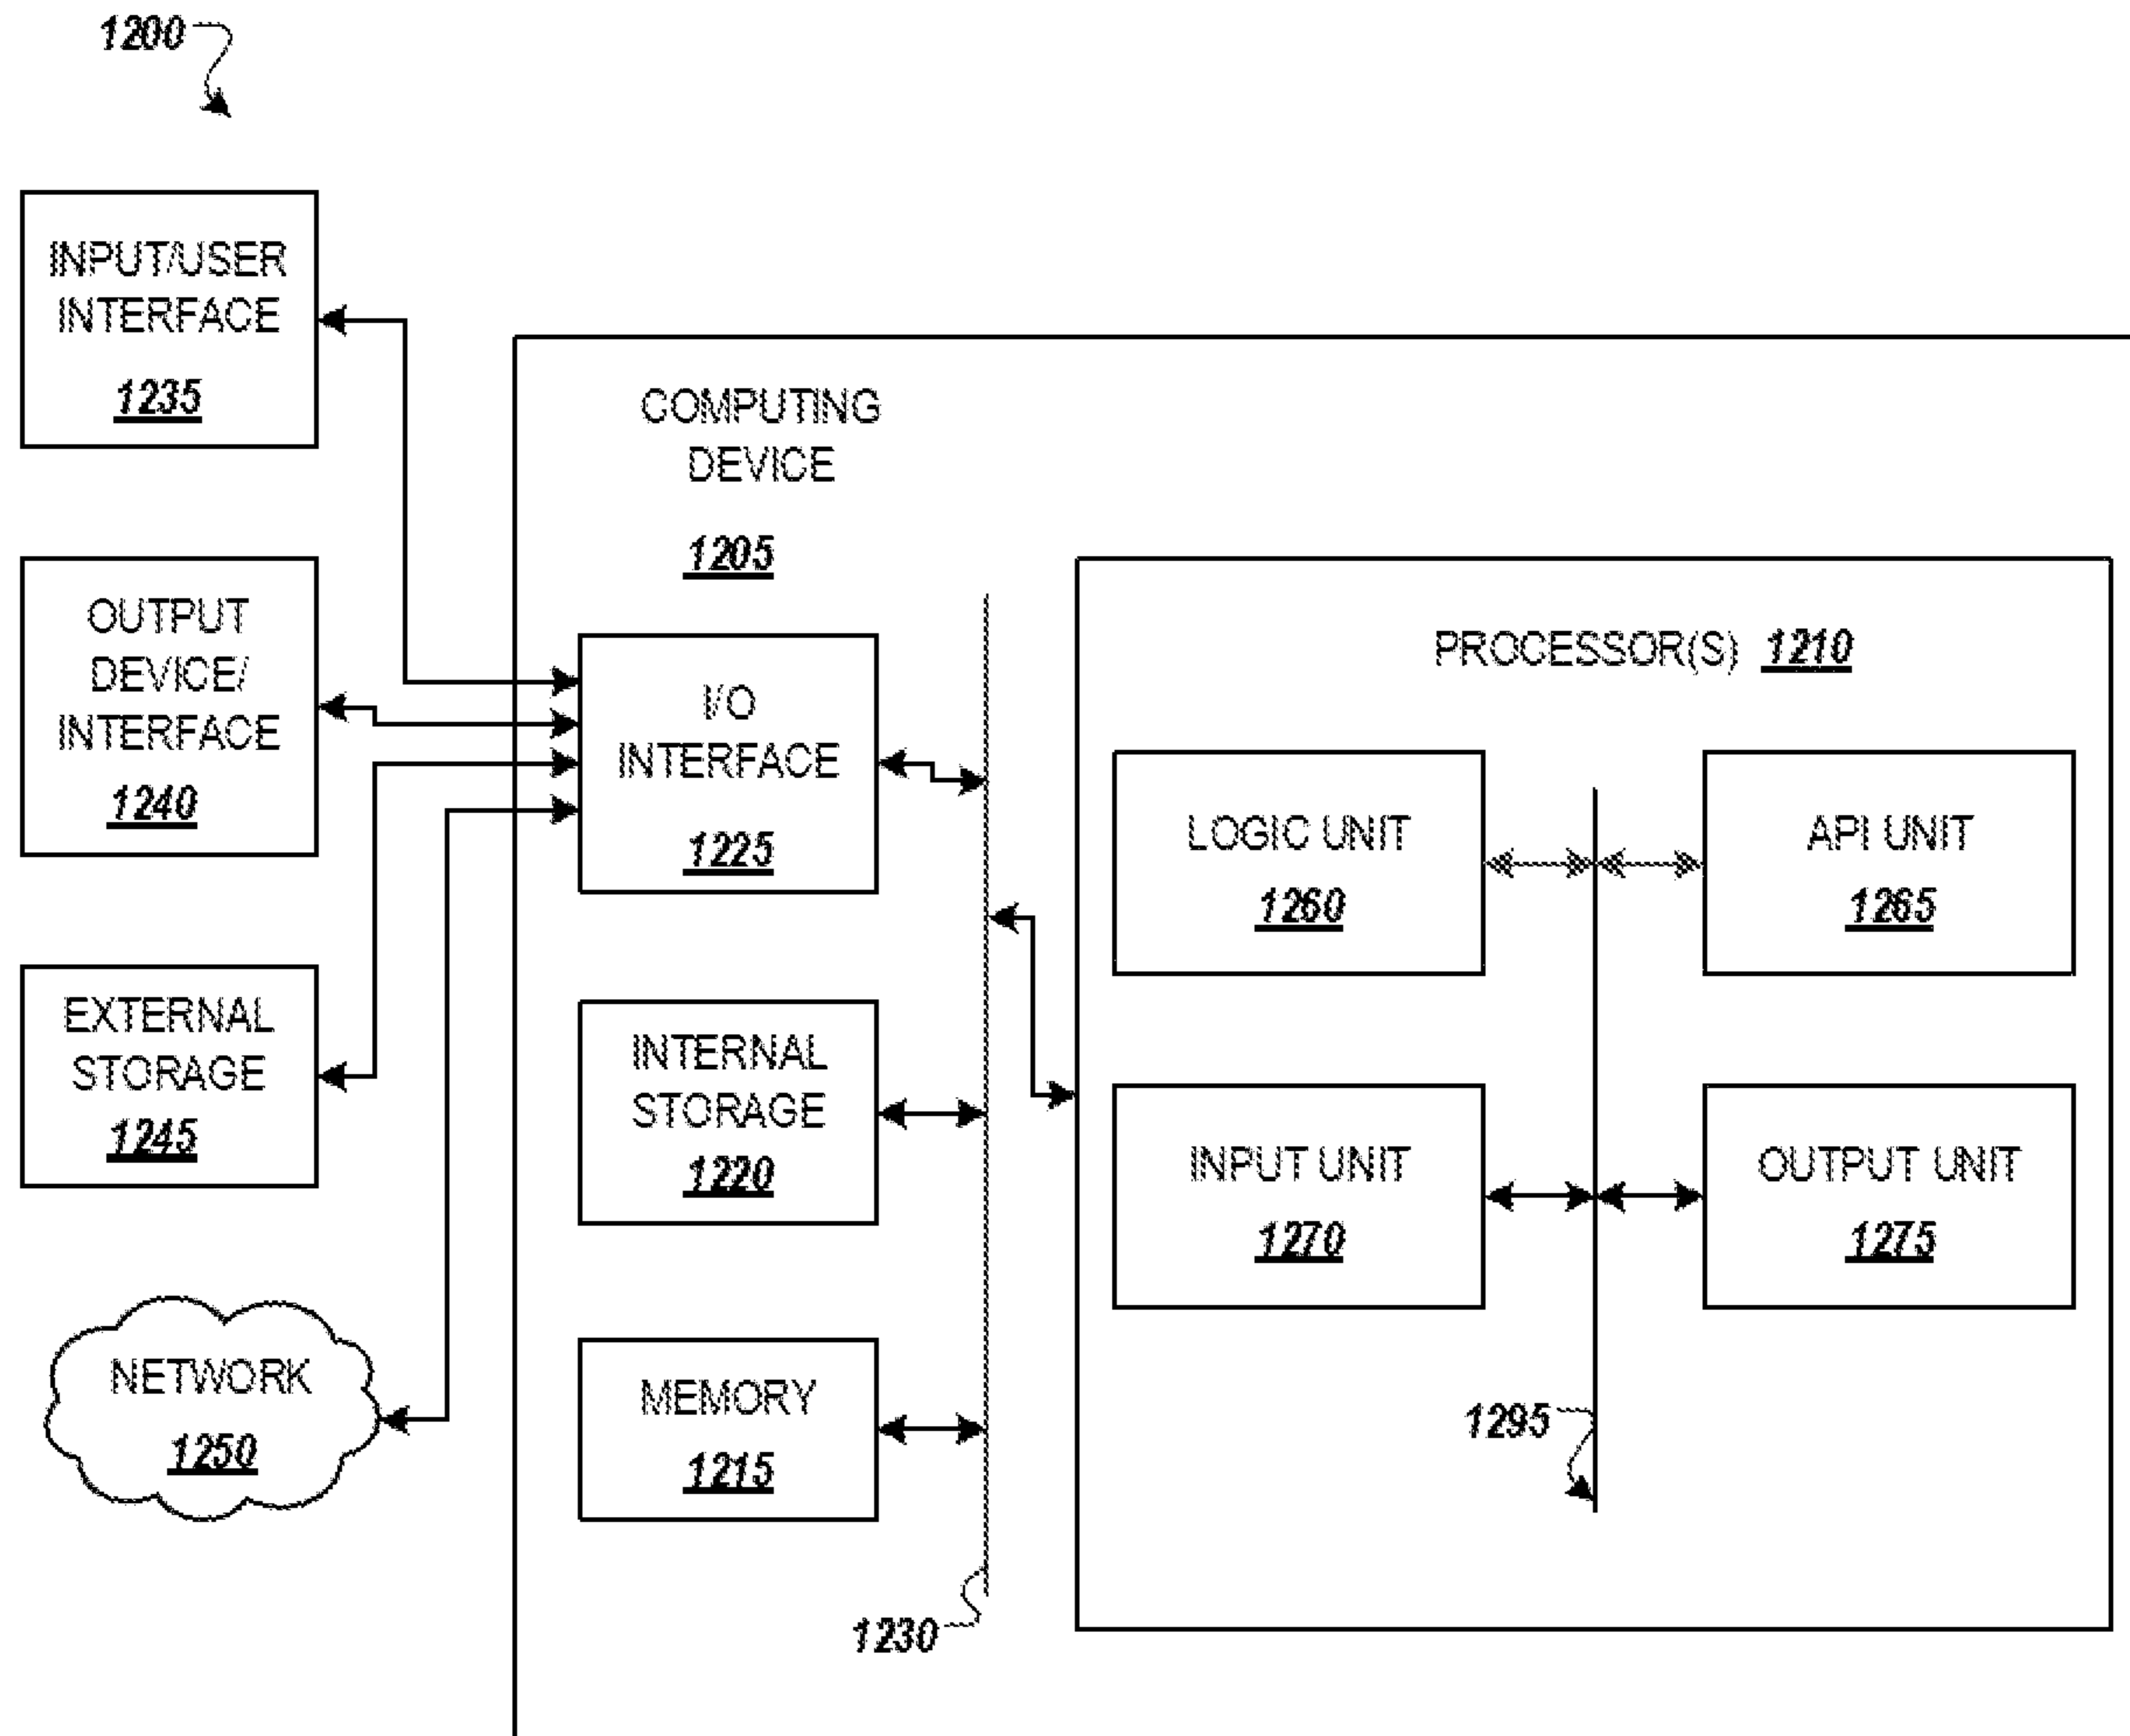 1200
INPUT/USER
INTERFACE
1235
OUTPUT
DEVICE/
INTERFACE
1240
EXTERNAL
STORAGE
1245
NETWORK
1250
COMPUTING
DEVICE
1205
I/O
INTERFACE
1225
INTERNAL
STORAGE
1220
MEMORY
1215
1230
PROCESSOR(S) 1210
LOGIC UNIT
1260
API UNIT
1265
INPUT UNIT
1270
OUTPUT UNIT
1275
1295